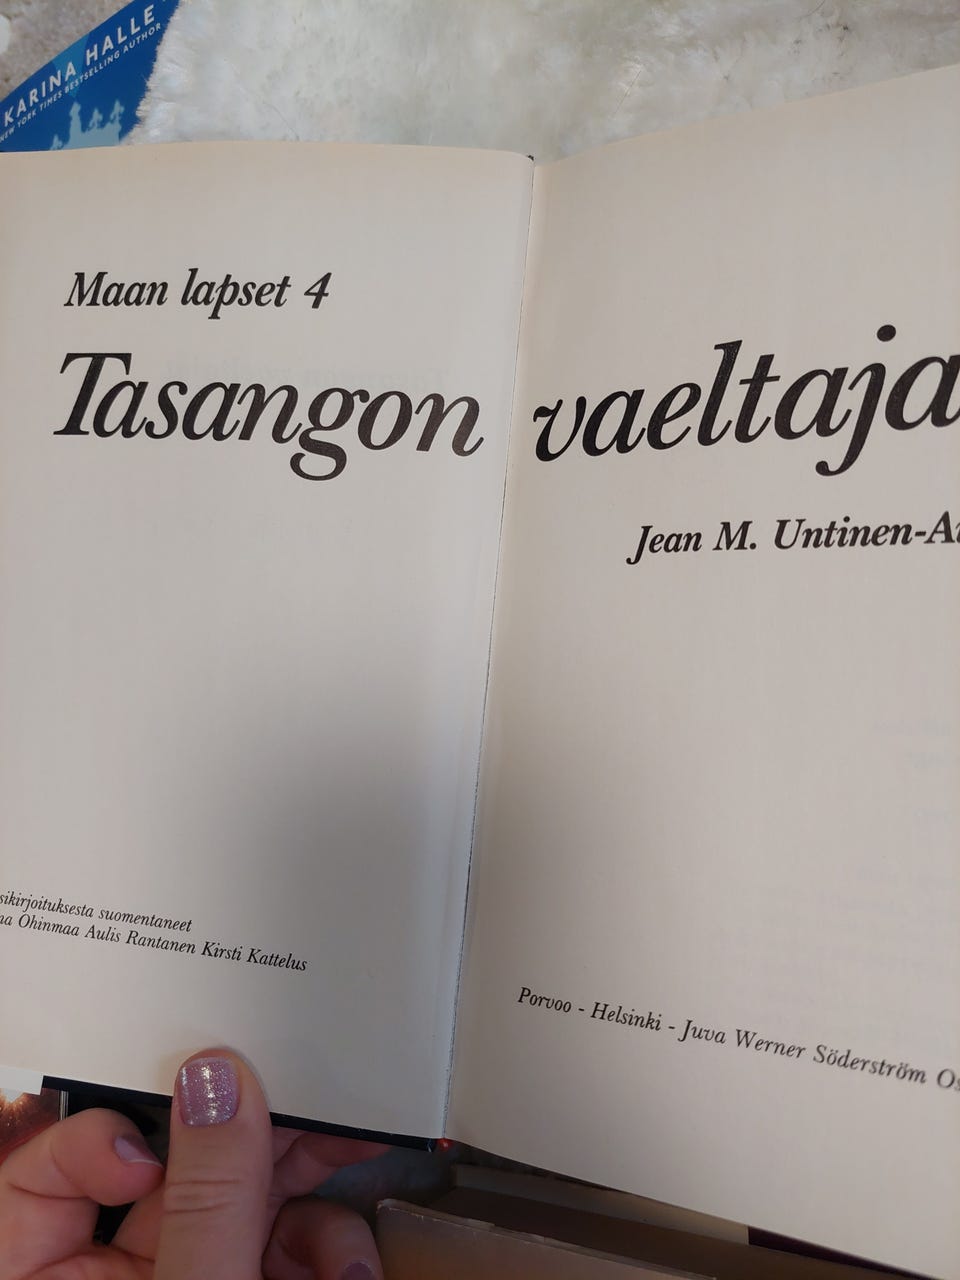 KARINA HALLE
NEW YORK TIMES BESTSELLING AUTHOR
Maan lapset 4
Tasangon vaeltaja
Jean M. Untinen-
sikirjoituksesta suomentaneet
Ohinmaa Aulis Rantanen Kirsti Kattelus
Porvoo - Helsinki - Juva Werner Söderström